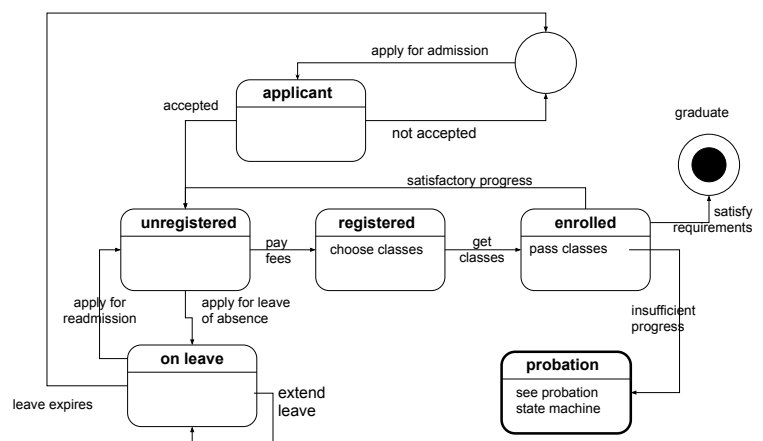 apply for admission
applicant
accepted
not accepted
graduate
satisfactory progress
satisfy
requirements
unregistered
pay
fees
registered
choose classes
get
classes
enrolled
pass classes
apply for
readmission
apply for leave
of absence
insufficient
progress
on leave
extend
leave
leave expires
probation
see probation
state machine